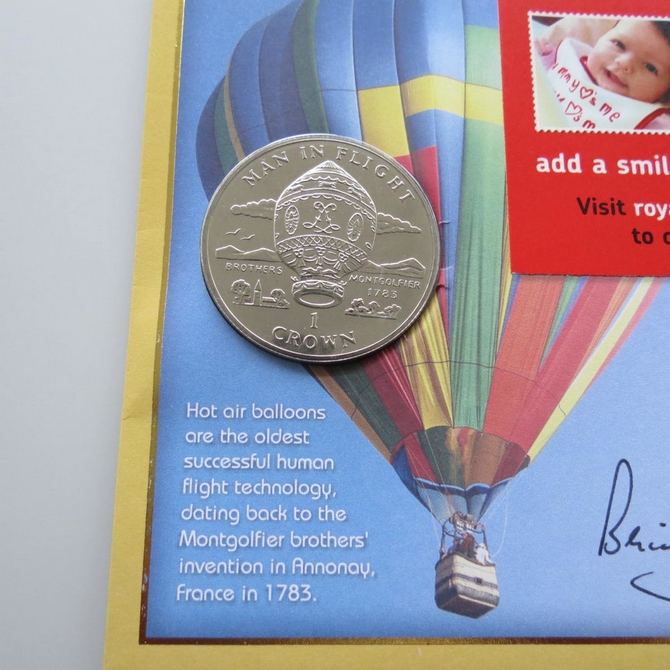 MAN IN FLIGHT
BROTHERS
MONTGOLFIER
1783
1
CROWN
add a smil
Visit roya
to c
Hot air balloons
are the oldest
successful human
flight technology,
dating back to the
Montgolfier brothers'
invention in Annonay,
France in 1783.